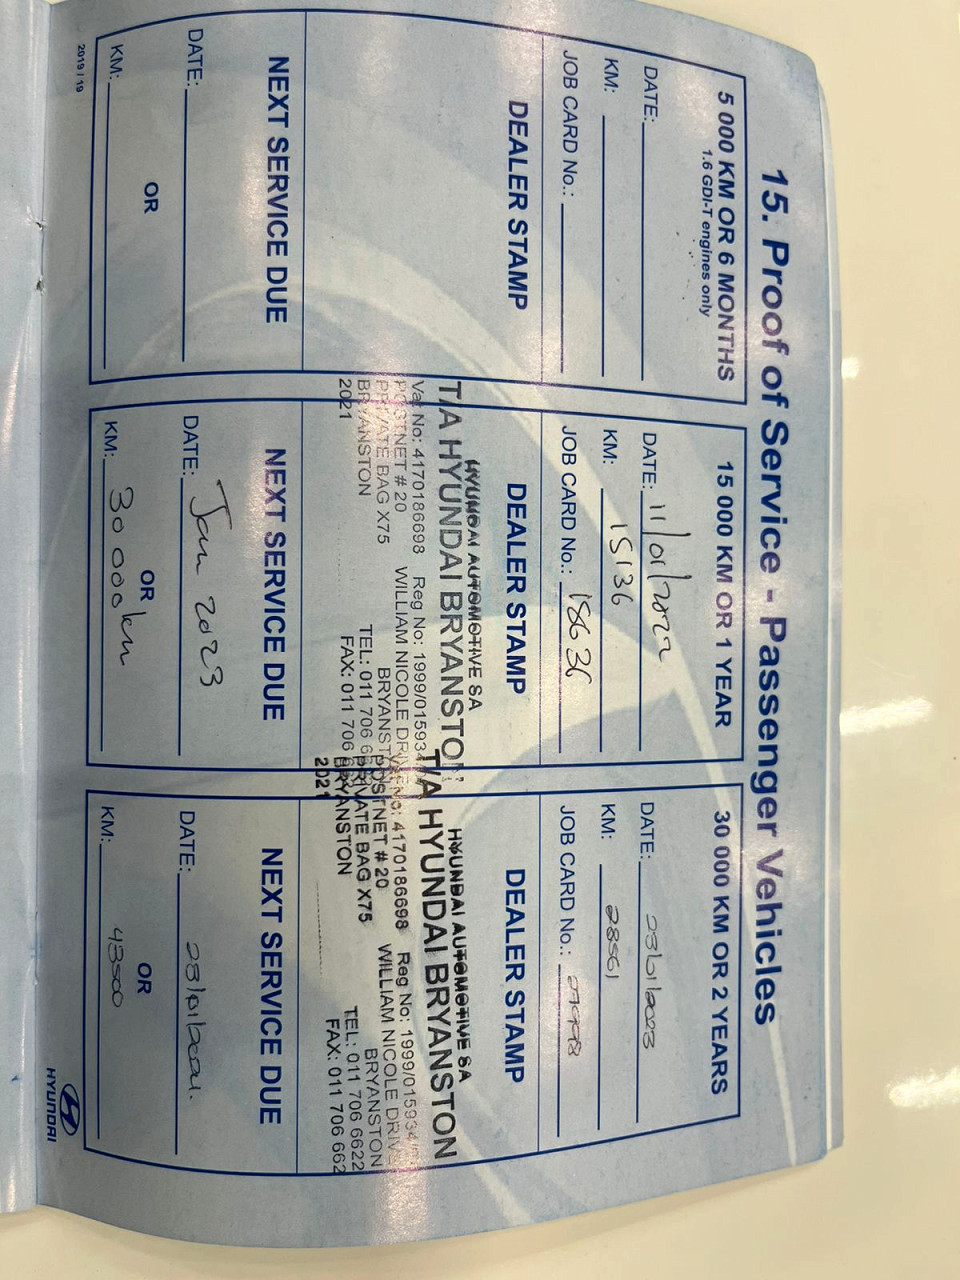 15. Proof of Service - Passenger Vehicles
5 000 KM OR 6 MONTHS
1.6 GDI-T engines only
DATE:
KM:
JOB CARD No.:
DEALER STAMP
NEXT SERVICE DUE
DATE:
OR
KM:
15 000 KM OR 1 YEAR
DATE: 11/01/2022
KM: 15136
JOB CARD No.: 18636
DEALER STAMP
HYUNDAI AUTOMOTIVE SA
T/A HYUNDAI BRYANSTON
Vat No: 4170186698 Reg No: 1999/015934
POSTNET # 20 WILLIAM NICOLE DRIVE
PRIVATE BAG X75 BRYANSTON
BRYANSTON TEL: 011 706
2021 FAX: 011 706
NEXT SERVICE DUE
DATE: Jan 2023
OR
KM: 30 000km
30 000 KM OR 2 YEARS
DATE: 23/01/2023
KM: 28561
JOB CARD No.:
DEALER STAMP
HYUNDAI AUTOMOTIVE SA
T/A HYUNDAI BRYANSTON
Vat No: 4170186698 Reg No: 1999/015934
POSTNET # 20 WILLIAM NICOLE DRIVE
PRIVATE BAG X75 BRYANSTON
BRYANSTON TEL: 011 706 6622
2021 FAX: 011 706 662
NEXT SERVICE DUE
DATE: 23/01/2024.
OR
KM: 43500
2019 / 19
HYUNDAI